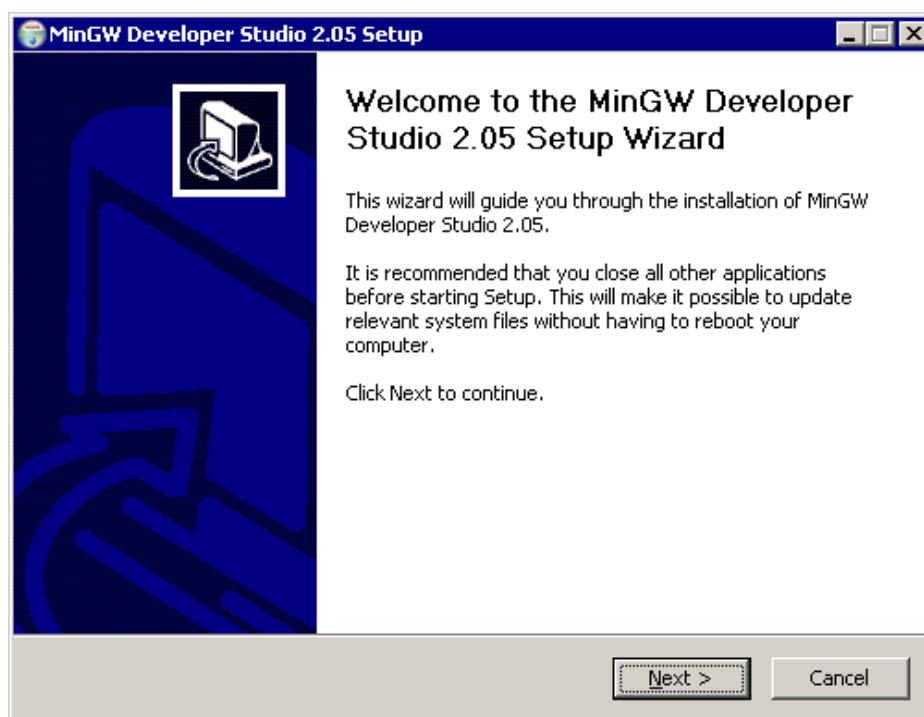 MinGW Developer Studio 2.05 Setup
Welcome to the MinGW Developer
Studio 2.05 Setup Wizard
This wizard will guide you through the installation of MinGW
Developer Studio 2.05.
It is recommended that you close all other applications
before starting Setup. This will make it possible to update
relevant system files without having to reboot your
computer.
Click Next to continue.
Next >
Cancel